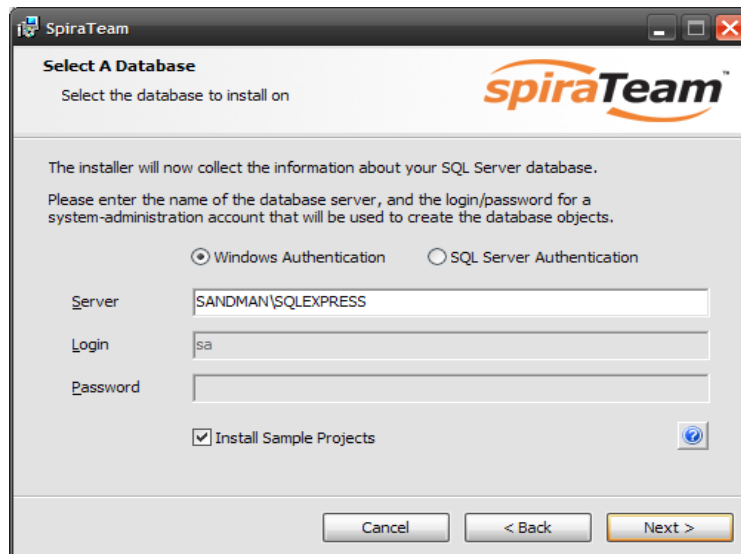 SpiraTeam
Select A Database
Select the database to install on
spiraTeam™
The installer will now collect the information about your SQL Server database.
Please enter the name of the database server, and the login/password for a
system-administration account that will be used to create the database objects.
Windows Authentication
SQL Server Authentication
Server
SANDMAN\SQLEXPRESS
Login
sa
Password
Install Sample Projects
?
Cancel
< Back
Next >